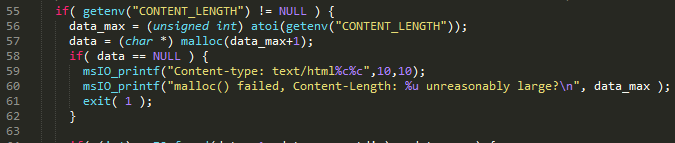 55 if( getenv("CONTENT_LENGTH") != NULL ) {
56 data_max = (unsigned int) atoi(getenv("CONTENT_LENGTH"));
57 data = (char *) malloc(data_max+1);
58 if( data == NULL ) {
59 msIO_printf("Content-type: text/html%c%c",10,10);
60 msIO_printf("malloc() failed, Content-Length: %u unreasonably large?\n", data_max );
61 exit( 1 );
62 }
63